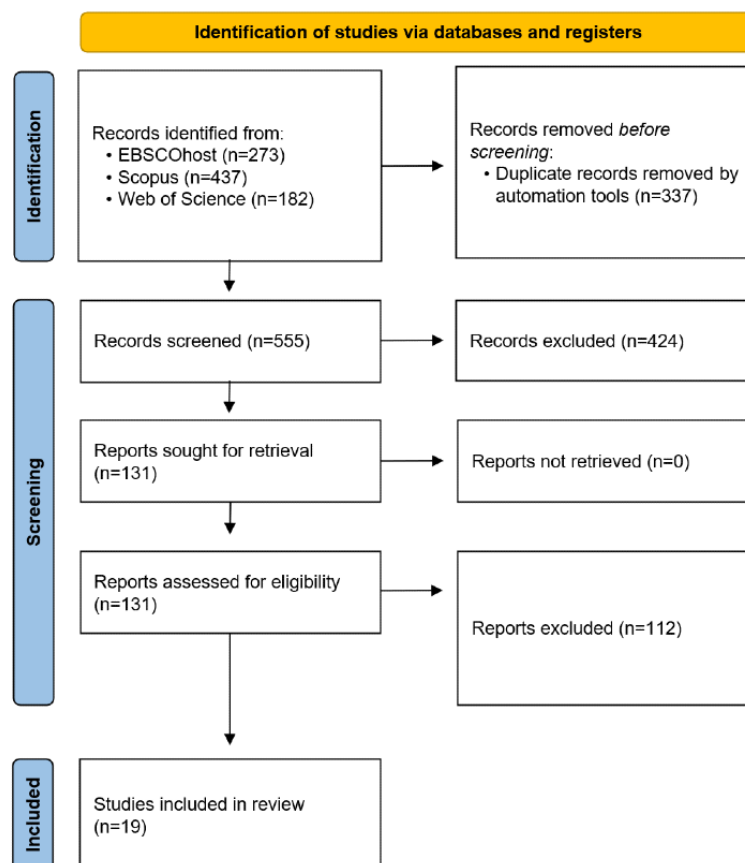 Identification of studies via databases and registers
Identification
Records identified from:
• EBSCOhost (n=273)
• Scopus (n=437)
• Web of Science (n=182)
Records removed before
screening:
• Duplicate records removed by
automation tools (n=337)
Screening
Records screened (n=555)
Records excluded (n=424)
Reports sought for retrieval
(n=131)
Reports not retrieved (n=0)
Reports assessed for eligibility
(n=131)
Reports excluded (n=112)
Included
Studies included in review
(n=19)